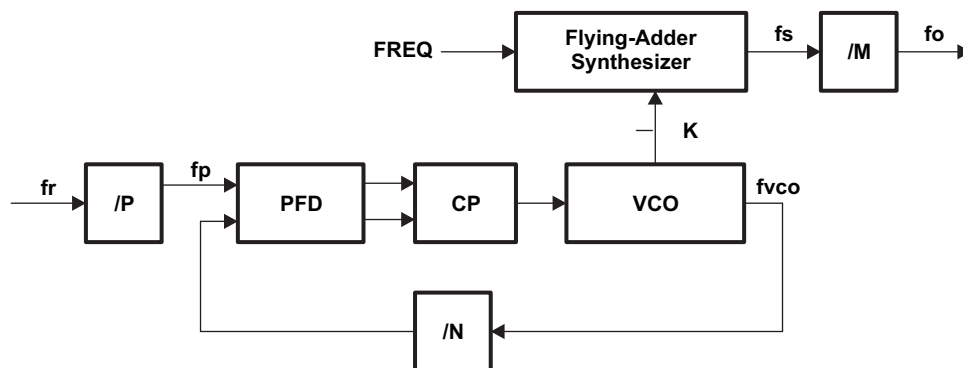 FREQ
Flying-Adder
Synthesizer
fs
/M
fo
K
fr
/P
fp
PFD
CP
VCO
fvco
/N